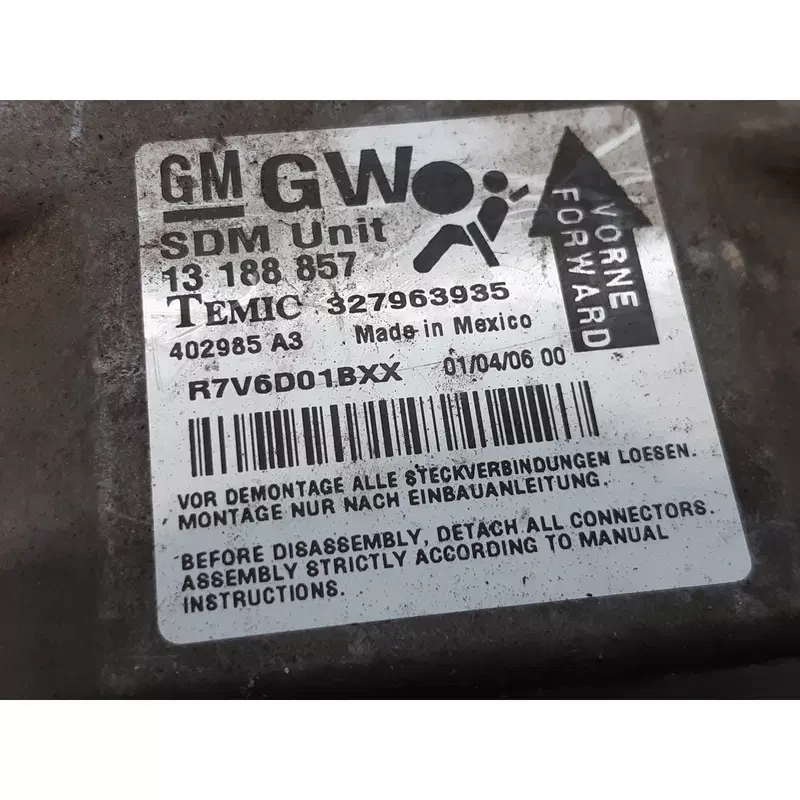 GM GW
SDM Unit
13 188 857
TEMIC 327963935
402985 A3 Made in Mexico
R7V6D01BXX 01/04/06 00
VORNE
FORWARD
VOR DEMONTAGE ALLE STECKVERBINDUNGEN LOESEN.
MONTAGE NUR NACH EINBAUANLEITUNG.
BEFORE DISASSEMBLY, DETACH ALL CONNECTORS.
ASSEMBLY STRICTLY ACCORDING TO MANUAL
INSTRUCTIONS.